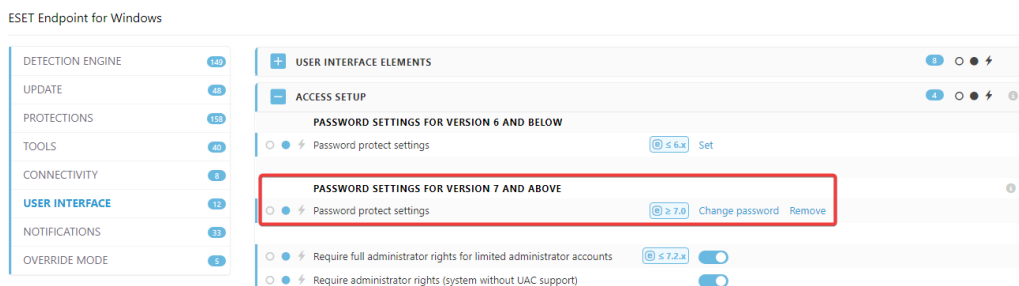 ESET Endpoint for Windows
DETECTION ENGINE 149
UPDATE 48
PROTECTIONS 158
TOOLS 40
CONNECTIVITY 8
USER INTERFACE 12
NOTIFICATIONS 33
OVERRIDE MODE 5
USER INTERFACE ELEMENTS 8
ACCESS SETUP 4
PASSWORD SETTINGS FOR VERSION 6 AND BELOW
Password protect settings ≤ 6.x Set
PASSWORD SETTINGS FOR VERSION 7 AND ABOVE
Password protect settings ≥ 7.0 Change password Remove
Require full administrator rights for limited administrator accounts ≤ 7.2.x
Require administrator rights (system without UAC support)